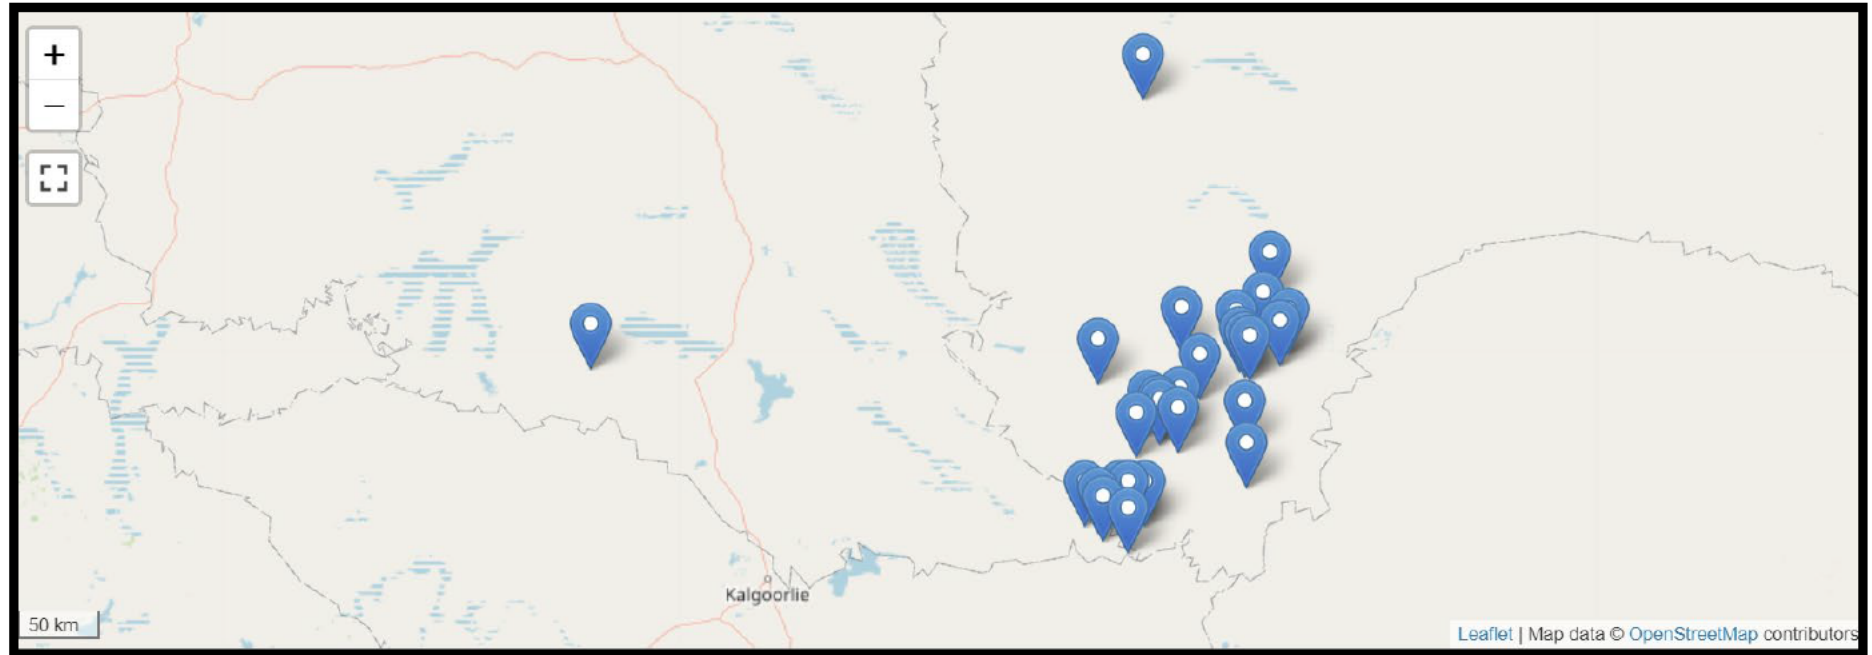 +
−
Kalgoorlie
50 km
Leaflet | Map data © OpenStreetMap contributors